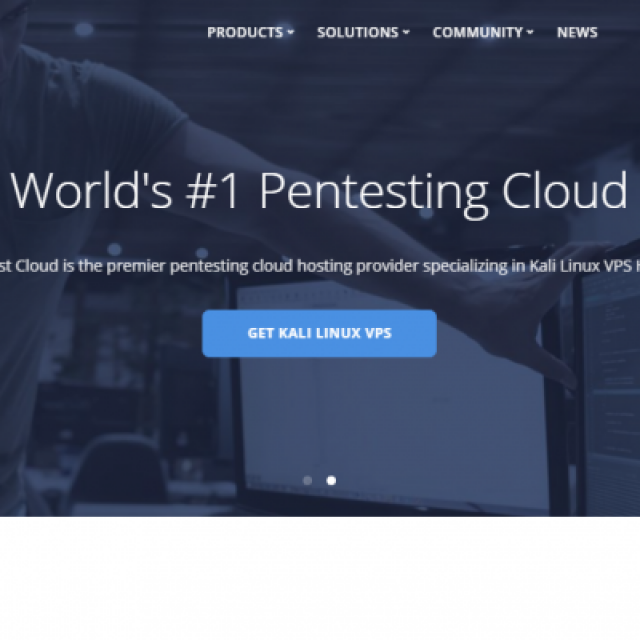 PRODUCTS SOLUTIONS COMMUNITY NEWS
World's #1 Pentesting Cloud
st Cloud is the premier pentesting cloud hosting provider specializing in Kali Linux VPS H
GET KALI LINUX VPS